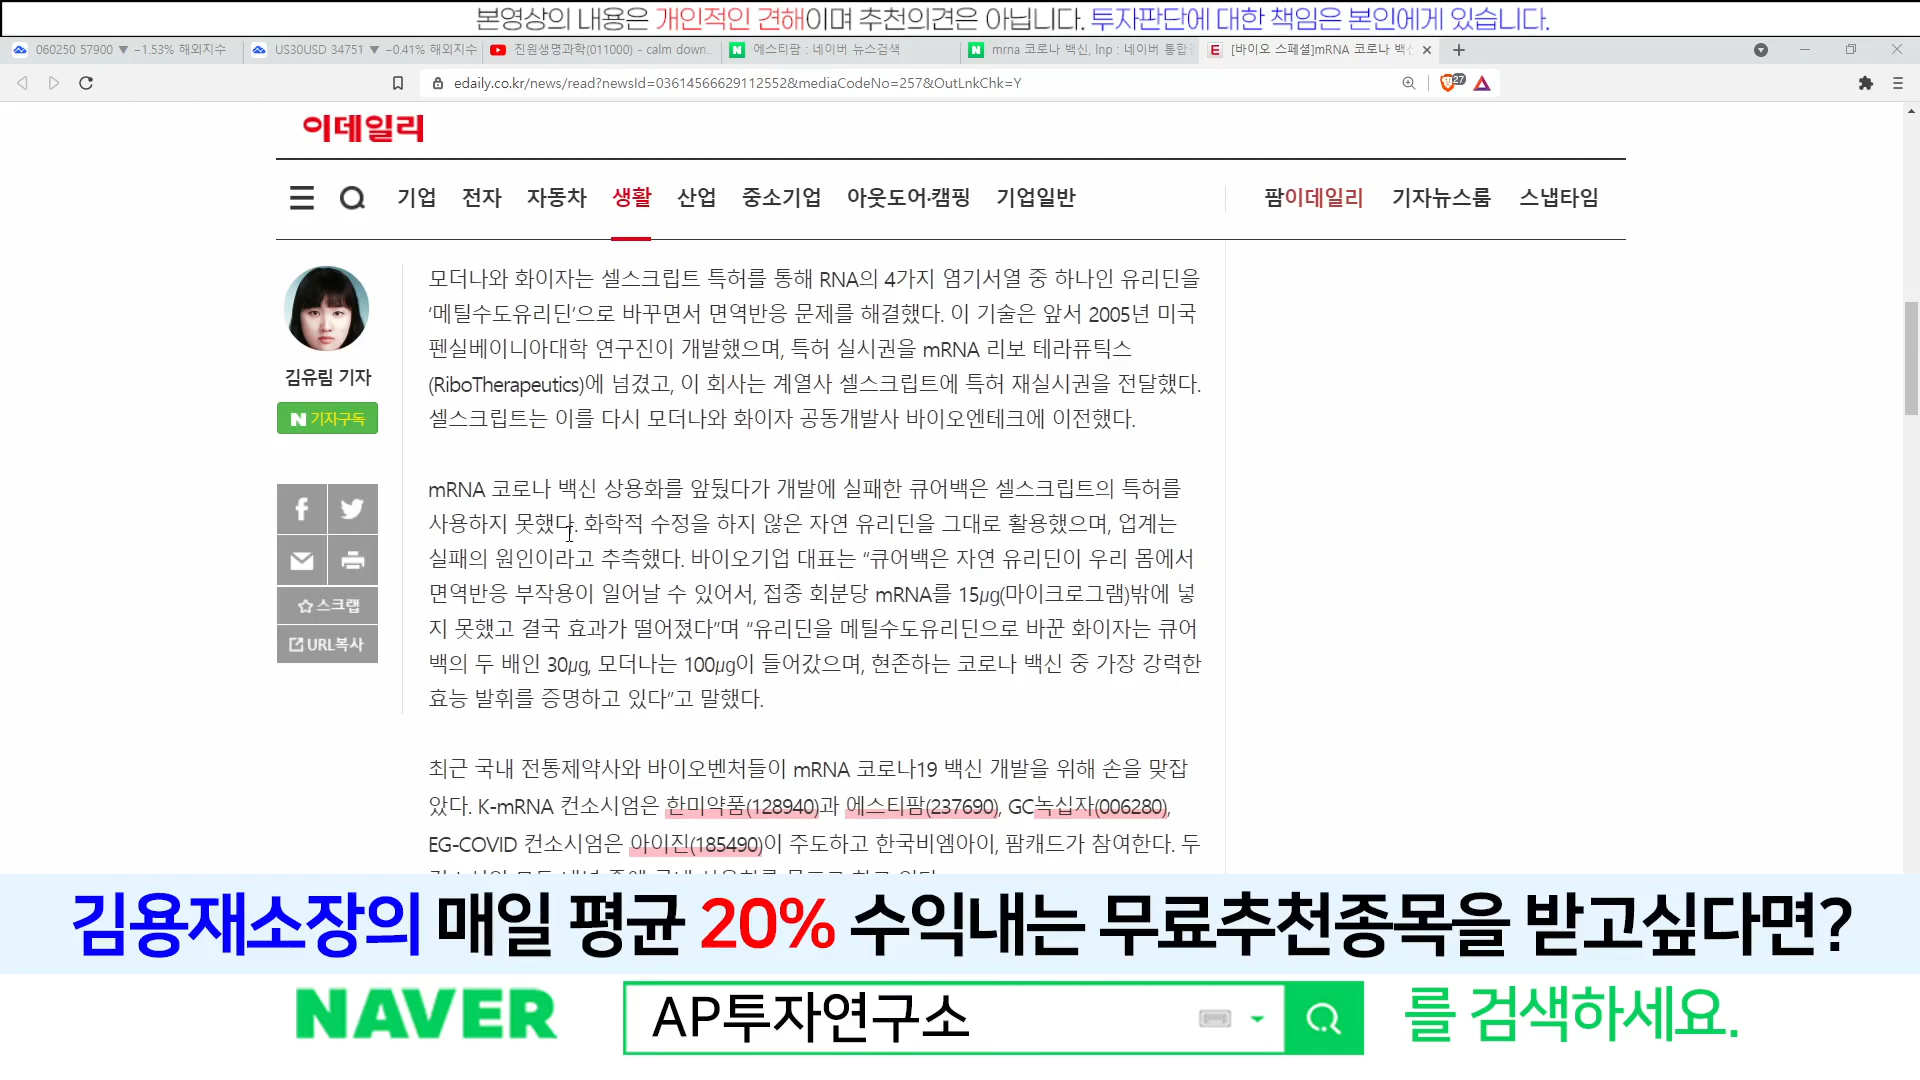 본영상의 내용은 개인적인 견해이며 추천의견은 아닙니다. 투자판단에 대한 책임은 본인에게 있습니다.
060250 57900 ▼ -1.53% 해외지수
US30USD 34751 ▼ -0.41% 해외지수
진원생명과학(011000) - calm down
에스티팜 : 네이버 뉴스검색
mrna 코로나 백신, lnp : 네이버 통합
[바이오 스페셜]mRNA 코로나 백
edaily.co.kr/news/read?newsId=03614566629112552&mediaCodeNo=257&OutLnkChk=Y
27
이데일리
기업 전자 자동차 생활 산업 중소기업 아웃도어·캠핑 기업일반 팜이데일리 기자뉴스룸 스냅타임
김유림 기자
N 기자구독
스크랩
URL복사
모더나와 화이자는 셀스크립트 특허를 통해 RNA의 4가지 염기서열 중 하나인 유리딘을
'메틸수도유리딘'으로 바꾸면서 면역반응 문제를 해결했다. 이 기술은 앞서 2005년 미국
펜실베이니아대학 연구진이 개발했으며, 특허 실시권을 mRNA 리보 테라퓨틱스
(RiboTherapeutics)에 넘겼고, 이 회사는 계열사 셀스크립트에 특허 재실시권을 전달했다.
셀스크립트는 이를 다시 모더나와 화이자 공동개발사 바이오엔테크에 이전했다.
mRNA 코로나 백신 상용화를 앞뒀다가 개발에 실패한 큐어백은 셀스크립트의 특허를
사용하지 못했다. 화학적 수정을 하지 않은 자연 유리딘을 그대로 활용했으며, 업계는
실패의 원인이라고 추측했다. 바이오기업 대표는 “큐어백은 자연 유리딘이 우리 몸에서
면역반응 부작용이 일어날 수 있어서, 접종 회분당 mRNA를 15㎍(마이크로그램)밖에 넣
지 못했고 결국 효과가 떨어졌다”며 “유리딘을 메틸수도유리딘으로 바꾼 화이자는 큐어
백의 두 배인 30㎍, 모더나는 100㎍이 들어갔으며, 현존하는 코로나 백신 중 가장 강력한
효능 발휘를 증명하고 있다”고 말했다.
최근 국내 전통제약사와 바이오벤처들이 mRNA 코로나19 백신 개발을 위해 손을 맞잡
았다. K-mRNA 컨소시엄은 한미약품(128940)과 에스티팜(237690), GC녹십자(006280),
EG-COVID 컨소시엄은 아이진(185490)이 주도하고 한국비엠아이, 팜캐드가 참여한다. 두
김용재소장의 매일 평균 20% 수익내는 무료추천종목을 받고싶다면?
NAVER AP투자연구소 를 검색하세요.